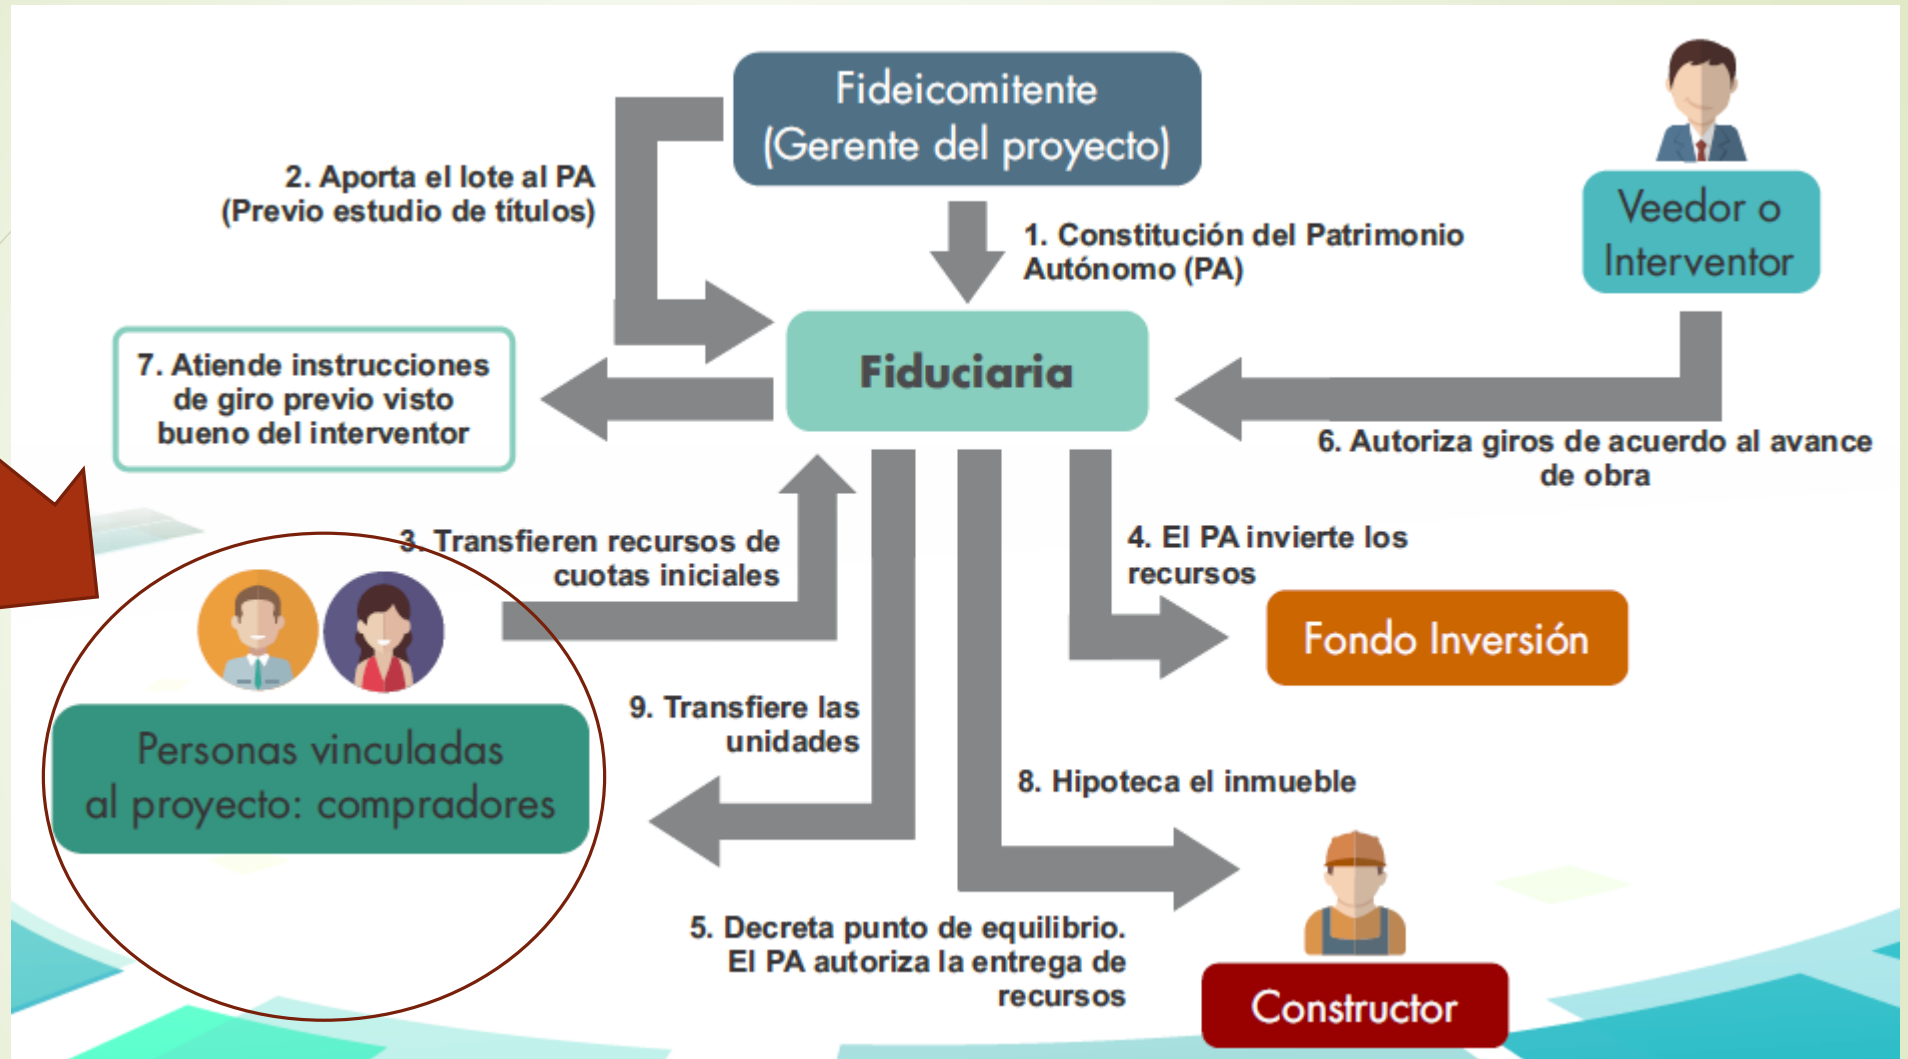 Fideicomitente
(Gerente del proyecto)
2. Aporta el lote al PA
(Previo estudio de títulos)
1. Constitución del Patrimonio
Autónomo (PA)
Veedor o
Interventor
Fiduciaria
7. Atiende instrucciones
de giro previo visto
bueno del interventor
6. Autoriza giros de acuerdo al avance
de obra
3. Transfieren recursos de
cuotas iniciales
4. El PA invierte los
recursos
Fondo Inversión
9. Transfiere las
unidades
Personas vinculadas
al proyecto: compradores
8. Hipoteca el inmueble
5. Decreta punto de equilibrio.
El PA autoriza la entrega de
recursos
Constructor